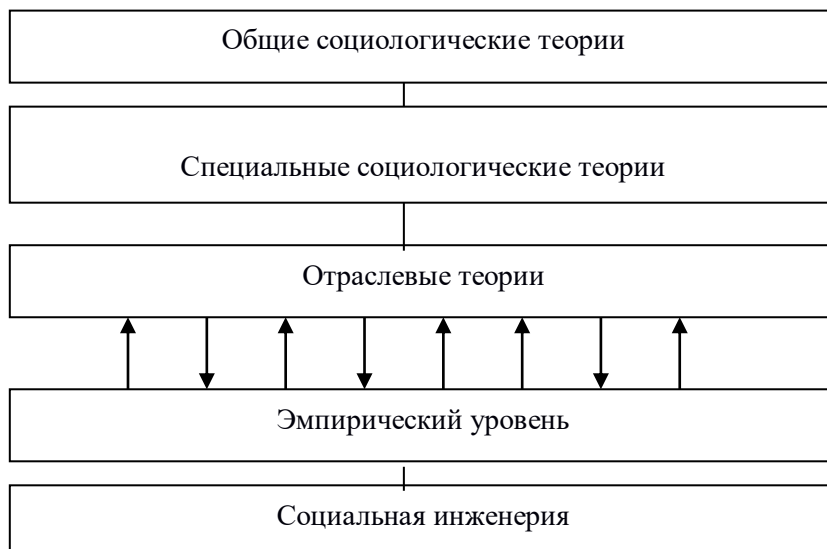 Общие социологические теории
Специальные социологические теории
Отраслевые теории
Эмпирический уровень
Социальная инженерия